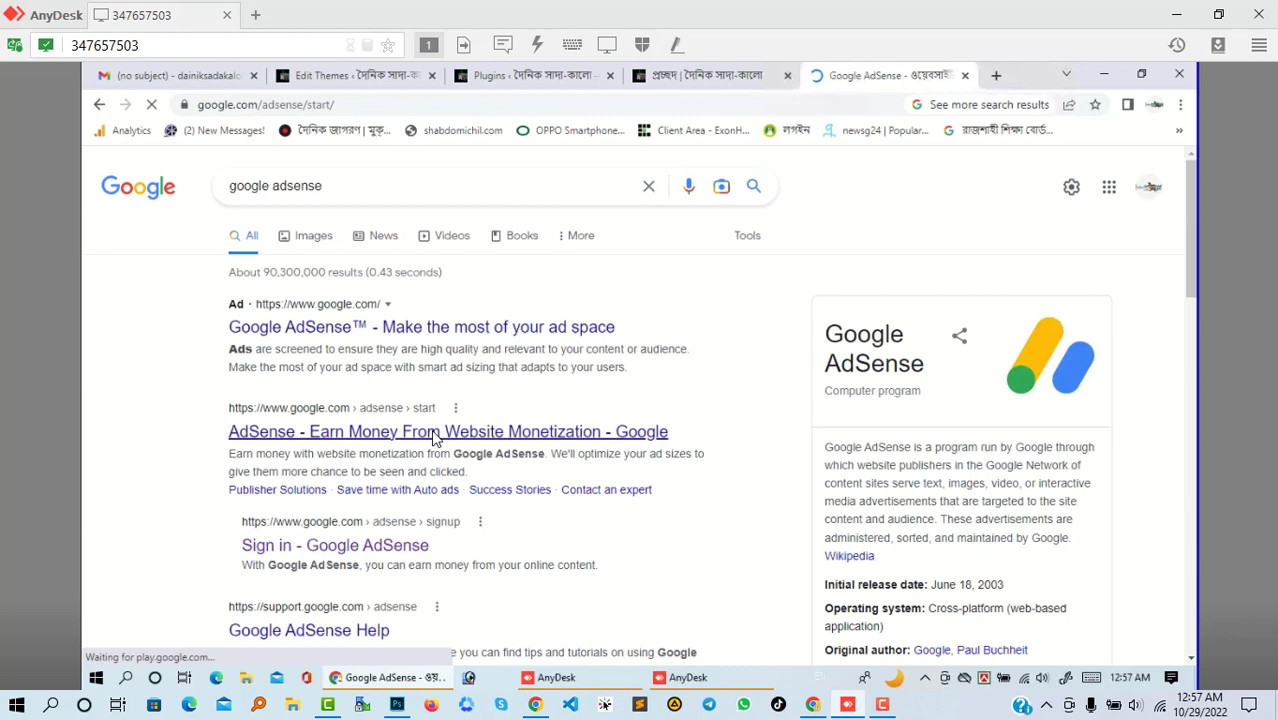 AnyDesk
347657503
347657503
1
(no subject) - dainiksadakal
Edit Themes ‹ দৈনিক সাদা-কা
Plugins ‹ দৈনিক সাদা-কালো
প্রচ্ছদ | দৈনিক সাদা-কালো
Google AdSense - ওয়েবসাই
google.com/adsense/start/
See more search results
Analytics
(2) New Messages!
দৈনিক জাগরণ | মু্ক...
shabdomichil.com
OPPO Smartphone...
Client Area - ExonH...
লগইন
newsg24 | Popular...
রাজশাহী শিক্ষা বোর্ড...
»
Google
google adsense
All
Images
News
Videos
Books
More
Tools
About 90,300,000 results (0.43 seconds)
Ad · https://www.google.com/
Google AdSense™ - Make the most of your ad space
Ads are screened to ensure they are high quality and relevant to your content or audience.
Make the most of your ad space with smart ad sizing that adapts to your users.
https://www.google.com › adsense › start
AdSense - Earn Money From Website Monetization - Google
Earn money with website monetization from Google AdSense. We'll optimize your ad sizes to
give them more chance to be seen and clicked.
Publisher Solutions · Save time with Auto ads · Success Stories · Contact an expert
https://www.google.com › adsense › signup
Sign in - Google AdSense
With Google AdSense, you can earn money from your online content.
https://support.google.com › adsense
Google AdSense Help
e you can find tips and tutorials on using Google
Google
AdSense
Computer program
Google AdSense is a program run by Google through
which website publishers in the Google Network of
content sites serve text, images, video, or interactive
media advertisements that are targeted to the site
content and audience. These advertisements are
administered, sorted, and maintained by Google.
Wikipedia
Initial release date: June 18, 2003
Operating system: Cross-platform (web-based
application)
Original author: Google, Paul Buchheit
Waiting for play.google.com...
Google AdSense - ওয়...
AnyDesk
AnyDesk
EN
12:57 AM
12:57 AM
10/29/2022